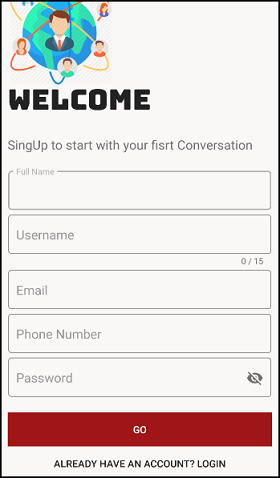 WELCOME
SingUp to start with your fisrt Conversation
Full Name
Username
0 / 15
Email
Phone Number
Password
GO
ALREADY HAVE AN ACCOUNT? LOGIN